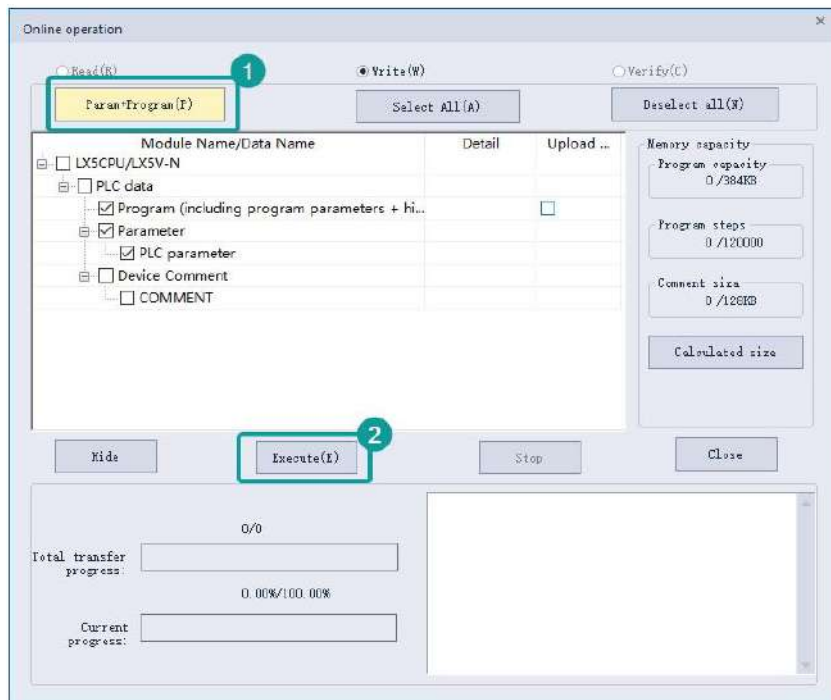 Online operation
×
Read(R)
1
Write(W)
Verify(C)
Param+Program(P)
Select All(A)
Deselect all(N)
Module Name/Data Name
Detail
Upload ...
LX5CPU/LX5V-N
PLC data
Program (including program parameters + hi...
Parameter
PLC parameter
Device Comment
COMMENT
Memory capacity
Program capacity
0 /384KB
Program steps
0 /120000
Comment size
0 /128KB
Calculated size
2
Hide
Execute(E)
Stop
Close
0/0
Total transfer
progress:
0.00%/100.00%
Current
progress: